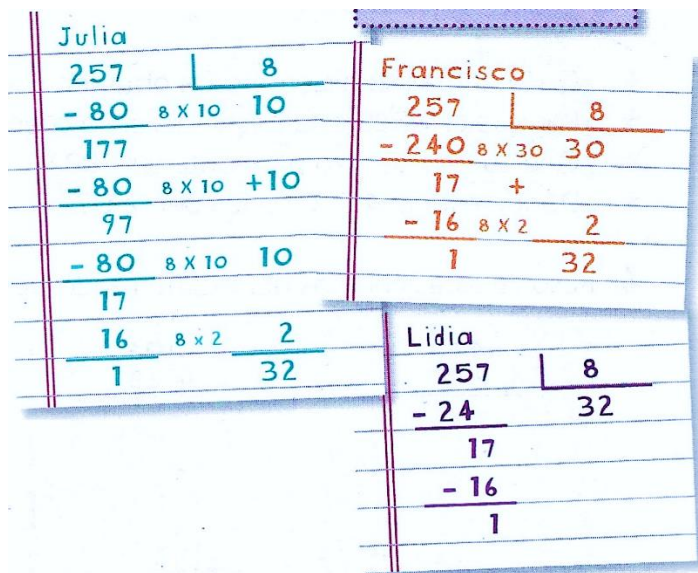 Julia
257 8
- 80 8 x 10 10
177
- 80 8 x 10 +10
97
- 80 8 x 10 10
17
16 8 x 2 2
1 32
Francisco
257 8
- 240 8 x 30 30
17 +
- 16 8 x 2 2
1 32
Lidia
257 8
- 24 32
17
- 16
1